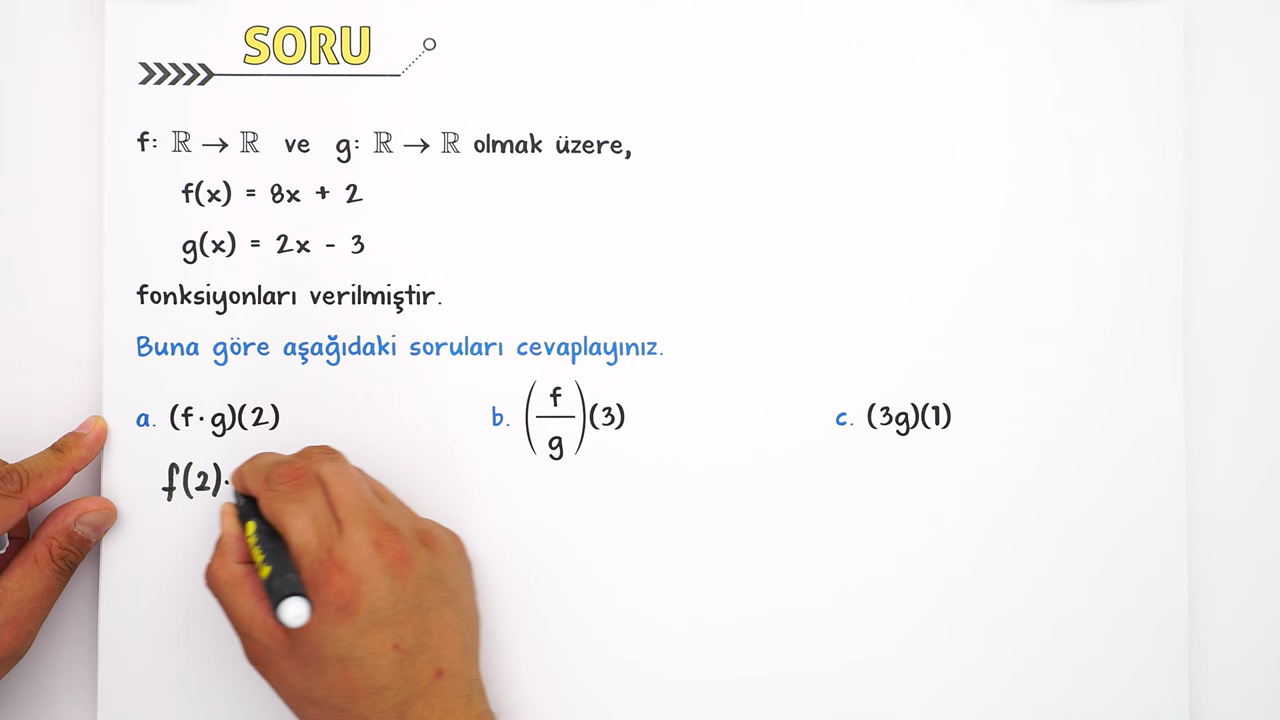 SORU
f: ℝ → ℝ ve g: ℝ → ℝ olmak üzere,
f(x) = 8x + 2
g(x) = 2x - 3
fonksiyonları verilmiştir.
Buna göre aşağıdaki soruları cevaplayınız.
a. (f·g)(2)
b. (f/g)(3)
c. (3g)(1)
f(2)·